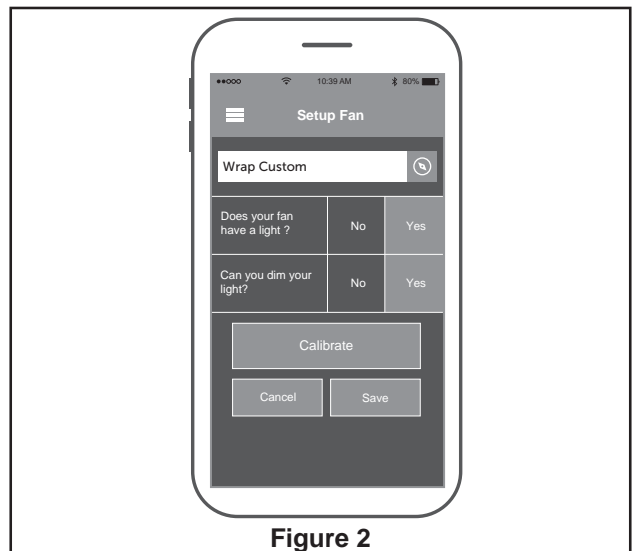 10:39 AM 80%
Setup Fan
Wrap Custom
Does your fan
have a light ?
No
Yes
Can you dim your
light?
No
Yes
Calibrate
Cancel
Save
Figure 2